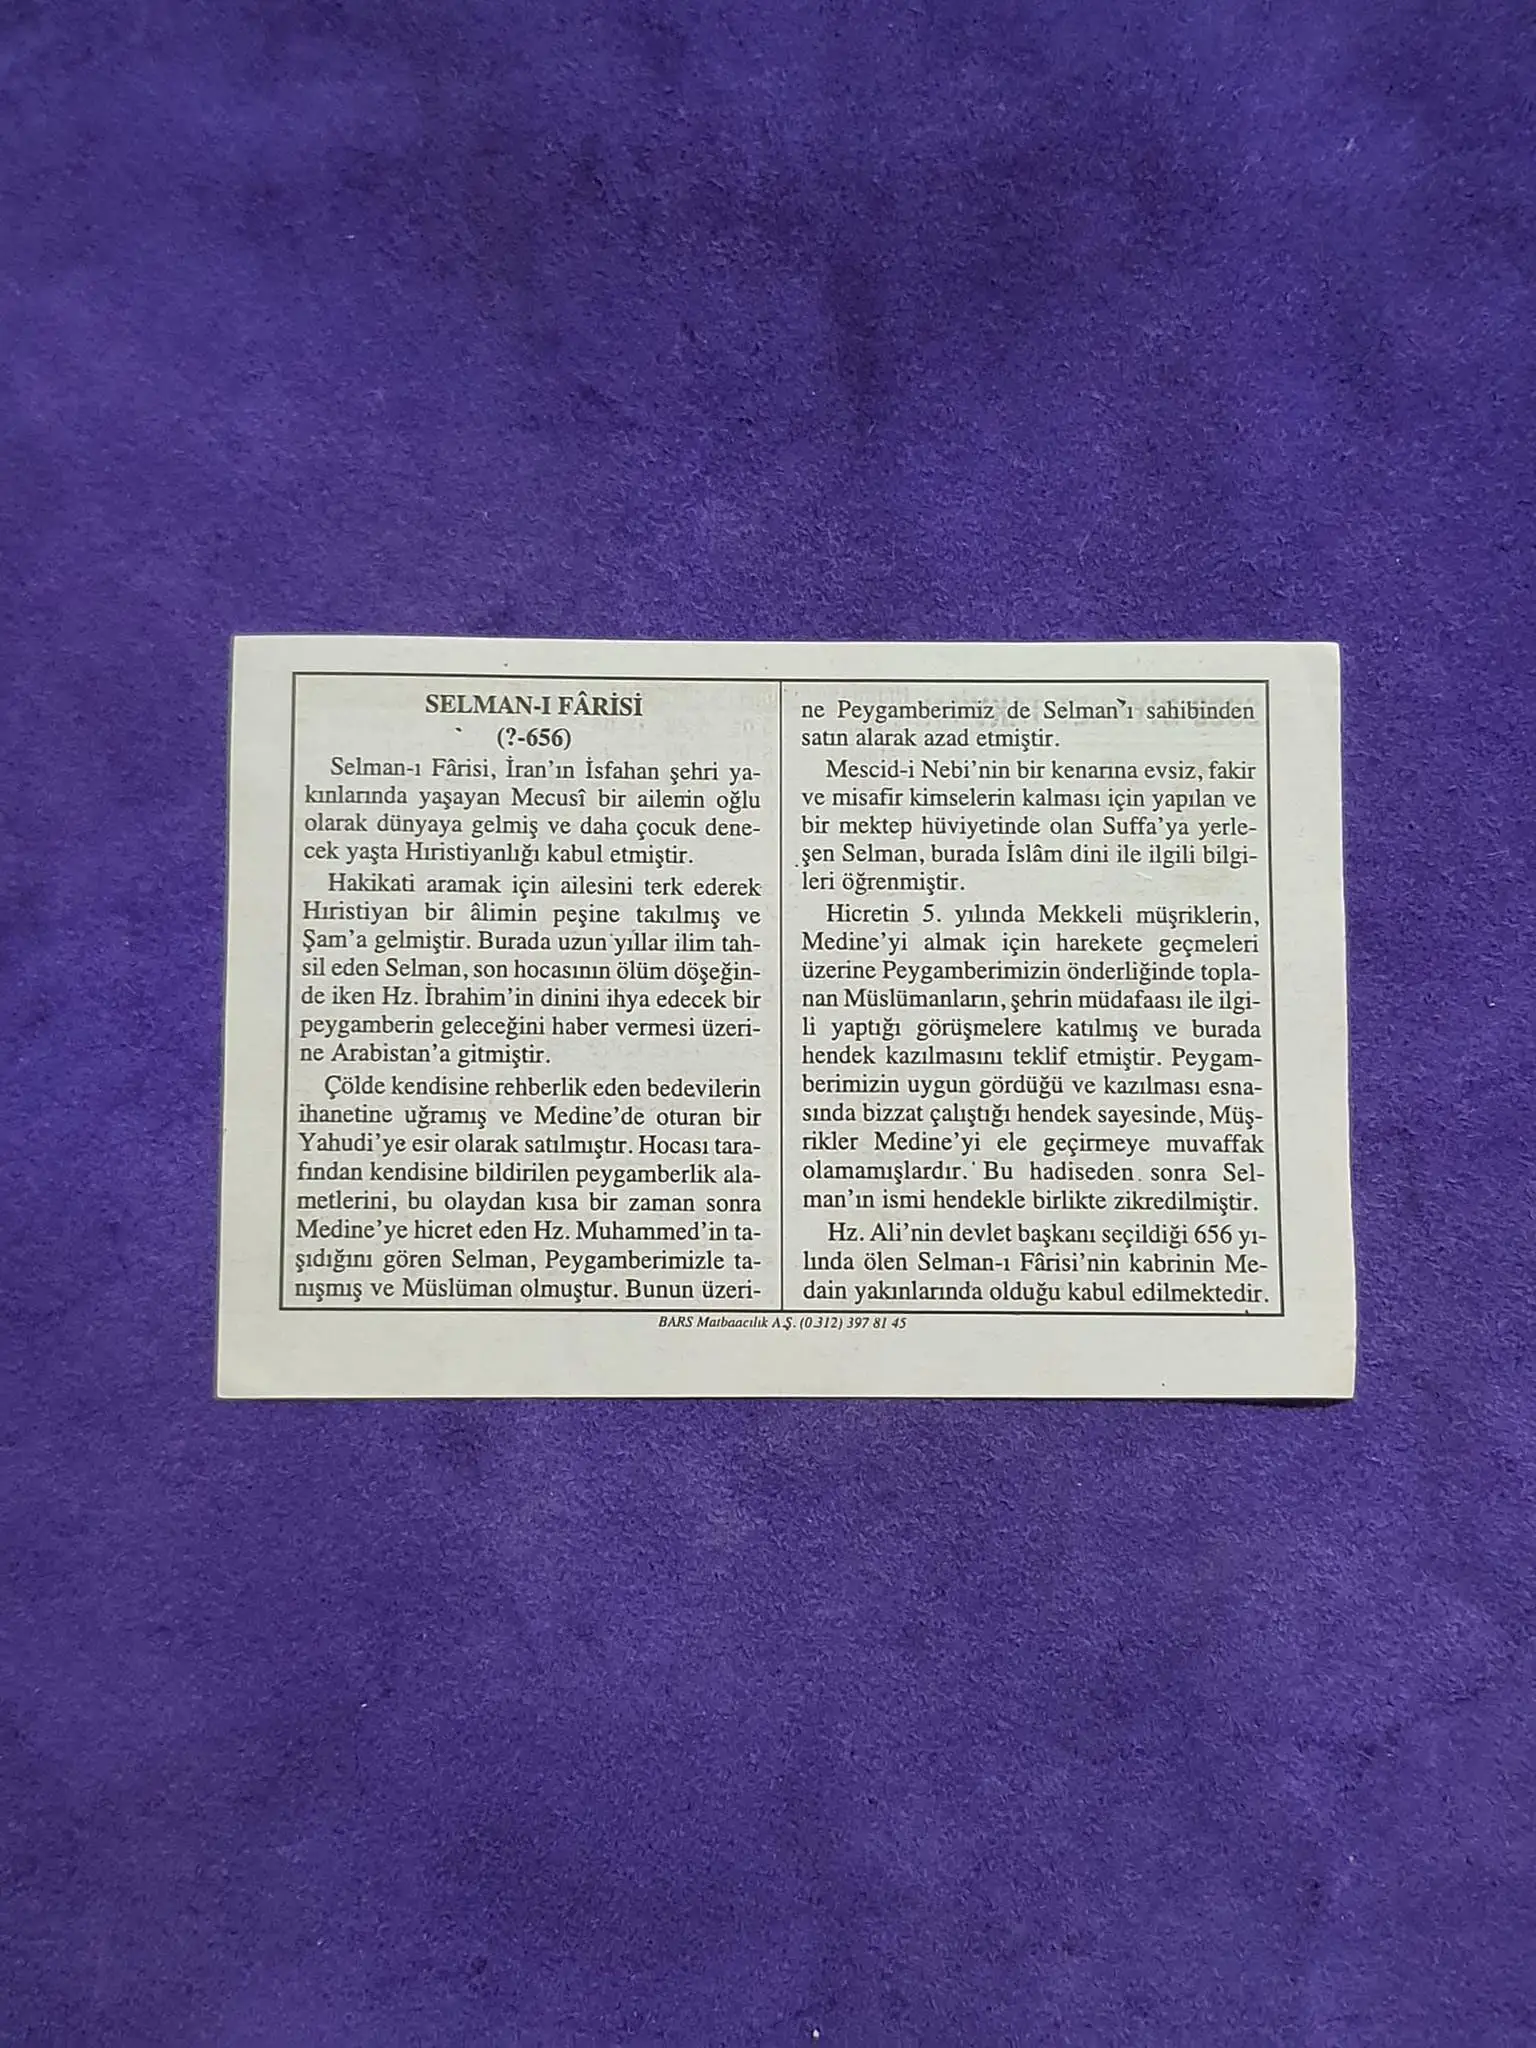 SELMAN-I FÂRİSİ
(?-656)
Selman-ı Fârisi, İran'ın İsfahan şehri ya-
kınlarında yaşayan Mecusî bir ailenin oğlu
olarak dünyaya gelmiş ve daha çocuk dene-
cek yaşta Hıristiyanlığı kabul etmiştir.
Hakikati aramak için ailesini terk ederek
Hıristiyan bir âlimin peşine takılmış ve
Şam'a gelmiştir. Burada uzun yıllar ilim tah-
sil eden Selman, son hocasının ölüm döşeğin-
de iken Hz. İbrahim'in dinini ihya edecek bir
peygamberin geleceğini haber vermesi üzeri-
ne Arabistan'a gitmiştir.
Çölde kendisine rehberlik eden bedevilerin
ihanetine uğramış ve Medine'de oturan bir
Yahudi'ye esir olarak satılmıştır. Hocası tara-
fından kendisine bildirilen peygamberlik ala-
metlerini, bu olaydan kısa bir zaman sonra
Medine'ye hicret eden Hz. Muhammed'in ta-
şıdığını gören Selman, Peygamberimizle ta-
nışmış ve Müslüman olmuştur. Bunun üzeri-
ne Peygamberimiz de Selman'ı sahibinden
satın alarak azad etmiştir.
Mescid-i Nebi'nin bir kenarına evsiz, fakir
ve misafir kimselerin kalması için yapılan ve
bir mektep hüviyetinde olan Suffa'ya yerle-
şen Selman, burada İslâm dini ile ilgili bilgi-
leri öğrenmiştir.
Hicretin 5. yılında Mekkeli müşriklerin,
Medine'yi almak için harekete geçmeleri
üzerine Peygamberimizin önderliğinde topla-
nan Müslümanların, şehrin müdafaası ile ilgi-
li yaptığı görüşmelere katılmış ve burada
hendek kazılmasını teklif etmiştir. Peygam-
berimizin uygun gördüğü ve kazılması esna-
sında bizzat çalıştığı hendek sayesinde, Müş-
rikler Medine'yi ele geçirmeye muvaffak
olamamışlardır. Bu hadiseden sonra Sel-
man'ın ismi hendekle birlikte zikredilmiştir.
Hz. Ali'nin devlet başkanı seçildiği 656 yı-
lında ölen Selman-ı Fârisi'nin kabrinin Me-
dain yakınlarında olduğu kabul edilmektedir.
BARS Matbaacılık A.Ş. (0.312) 397 81 45